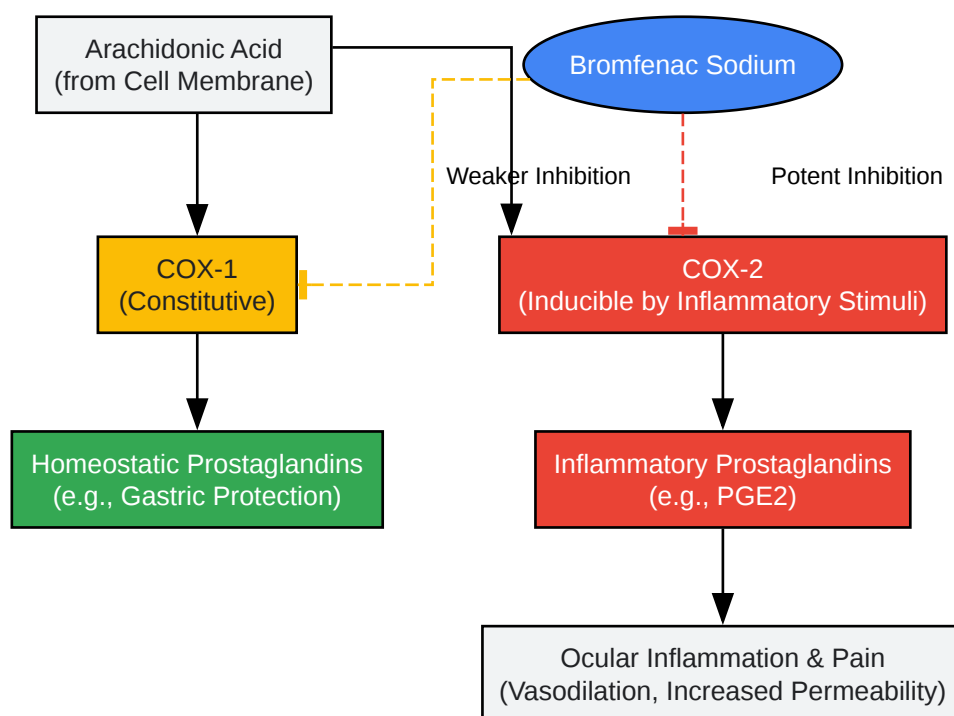 Arachidonic Acid
(from Cell Membrane)
Bromfenac Sodium
Weaker Inhibition
Potent Inhibition
COX-1
(Constitutive)
COX-2
(Inducible by Inflammatory Stimuli)
Homeostatic Prostaglandins
(e.g., Gastric Protection)
Inflammatory Prostaglandins
(e.g., PGE2)
Ocular Inflammation & Pain
(Vasodilation, Increased Permeability)